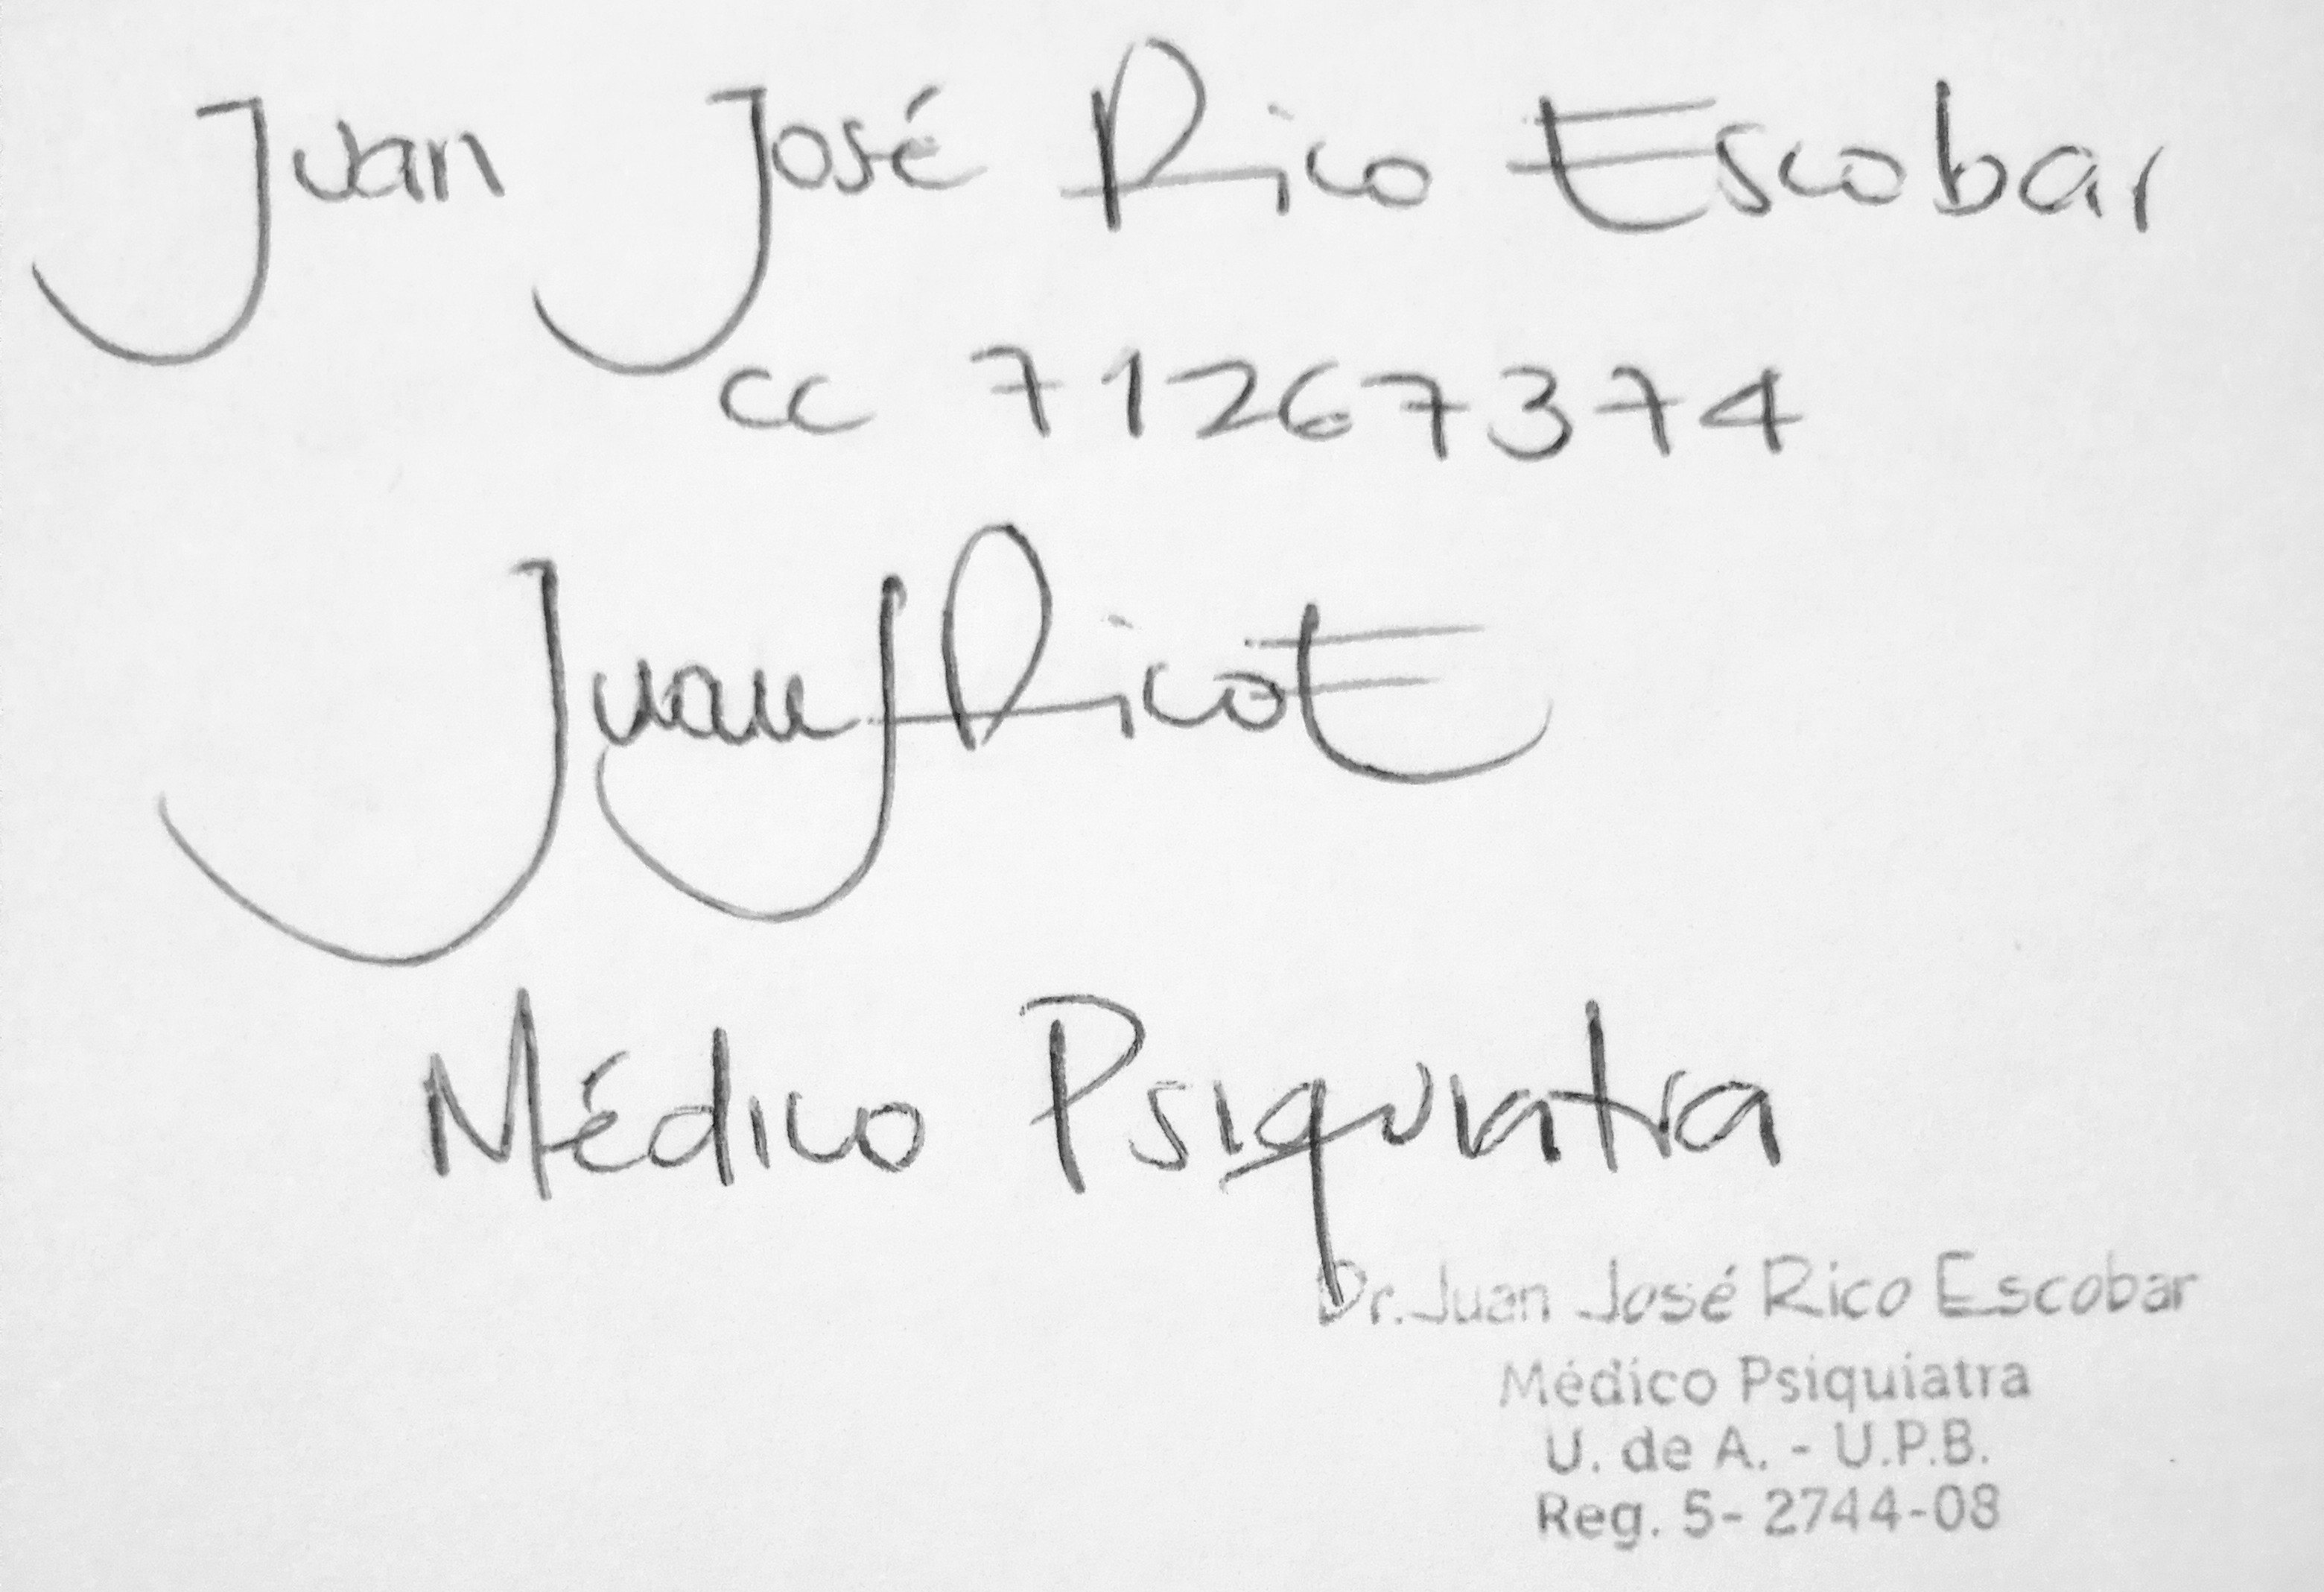 Juan José Rico Escobar
cc 71267374
Juan J Rico E
Médico Psiquiatra
Dr. Juan José Rico Escobar
Médico Psiquiatra
U. de A. - U.P.B.
Reg. 5- 2744-08